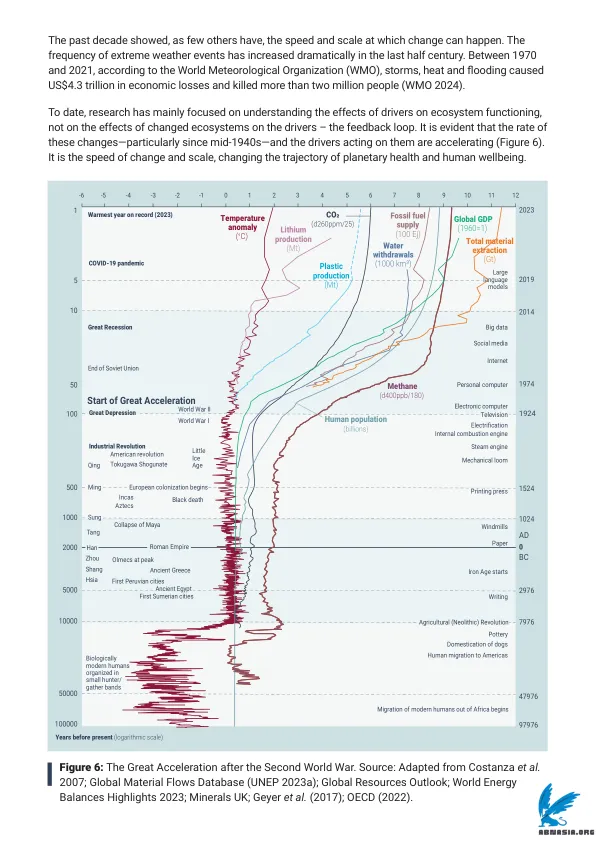 The past decade showed, as few others have, the speed and scale at which change can happen. The
frequency of extreme weather events has increased dramatically in the last half century. Between 1970
and 2021, according to the World Meteorological Organization (WMO), storms, heat and flooding caused
US$4.3 trillion in economic losses and killed more than two million people (WMO 2024).
To date, research has mainly focused on understanding the effects of drivers on ecosystem functioning,
not on the effects of changed ecosystems on the drivers – the feedback loop. It is evident that the rate of
these changes—particularly since mid-1940s—and the drivers acting on them are accelerating (Figure 6).
It is the speed of change and scale, changing the trajectory of planetary health and human wellbeing.
-6 -5 -4 -3 -2 -1 0 1 2 3 4 5 6 7 8 9 10 11 12
1
2023
Warmest year on record (2023)
Temperature
anomaly
(°C)
Lithium
production
(Mt)
CO₂
(d260ppm/25)
Fossil fuel
supply
(100 Ej)
Global GDP
(1960=1)
Water
withdrawals
(1000 km³)
Total material
extraction
(Gt)
Plastic
production
(Mt)
COVID-19 pandemic
Large
language
models
5
2019
10
2014
Great Recession
Big data
Social media
End of Soviet Union
Internet
50
Methane
(d400ppb/180)
Personal computer
1974
Start of Great Acceleration
World War II
Electronic computer
100
Great Depression
Television
1924
World War I
Human population
(billions)
Electrification
Internal combustion engine
Industrial Revolution
American revolution
Little
Ice
Age
Steam engine
Qing
Tokugawa Shogunate
Mechanical loom
500
Ming
European colonization begins
Printing press
1524
Incas
Aztecs
Black death
1000
Sung
1024
Collapse of Maya
Windmills
Tang
AD
Paper
2000
Han
Roman Empire
0
BC
Zhou
Olmecs at peak
Shang
Ancient Greece
Iron Age starts
Hsia
First Peruvian cities
5000
Ancient Egypt
2976
First Sumerian cities
Writing
10000
Agricultural (Neolithic) Revolution
7976
Pottery
Domestication of dogs
Biologically
modern humans
organized in
small hunter/
gather bands
Human migration to Americas
50000
47976
Migration of modern humans out of Africa begins
100000
97976
Years before present (logarithmic scale)
Figure 6: The Great Acceleration after the Second World War. Source: Adapted from Costanza et al.
2007; Global Material Flows Database (UNEP 2023a); Global Resources Outlook; World Energy
Balances Highlights 2023; Minerals UK; Geyer et al. (2017); OECD (2022).
ABNASIA.ORG